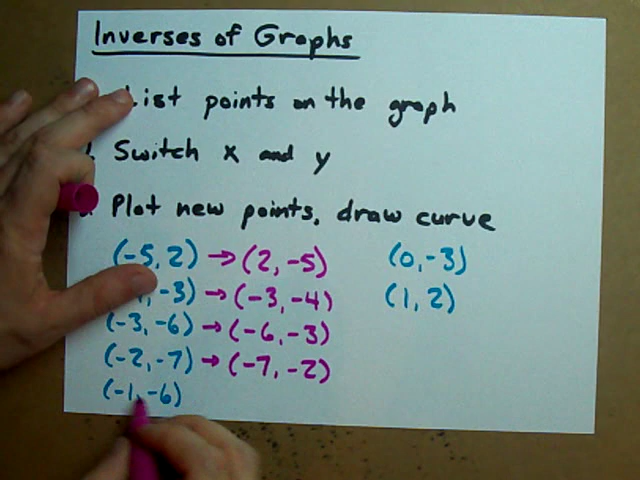 Inverses of Graphs
List points on the graph
Switch x and y
Plot new points, draw curve
(-5, 2) → (2, -5) (0, -3)
, -3) → (-3, -4) (1, 2)
(-3, -6) → (-6, -3)
(-2, -7) → (-7, -2)
(-1, -6)